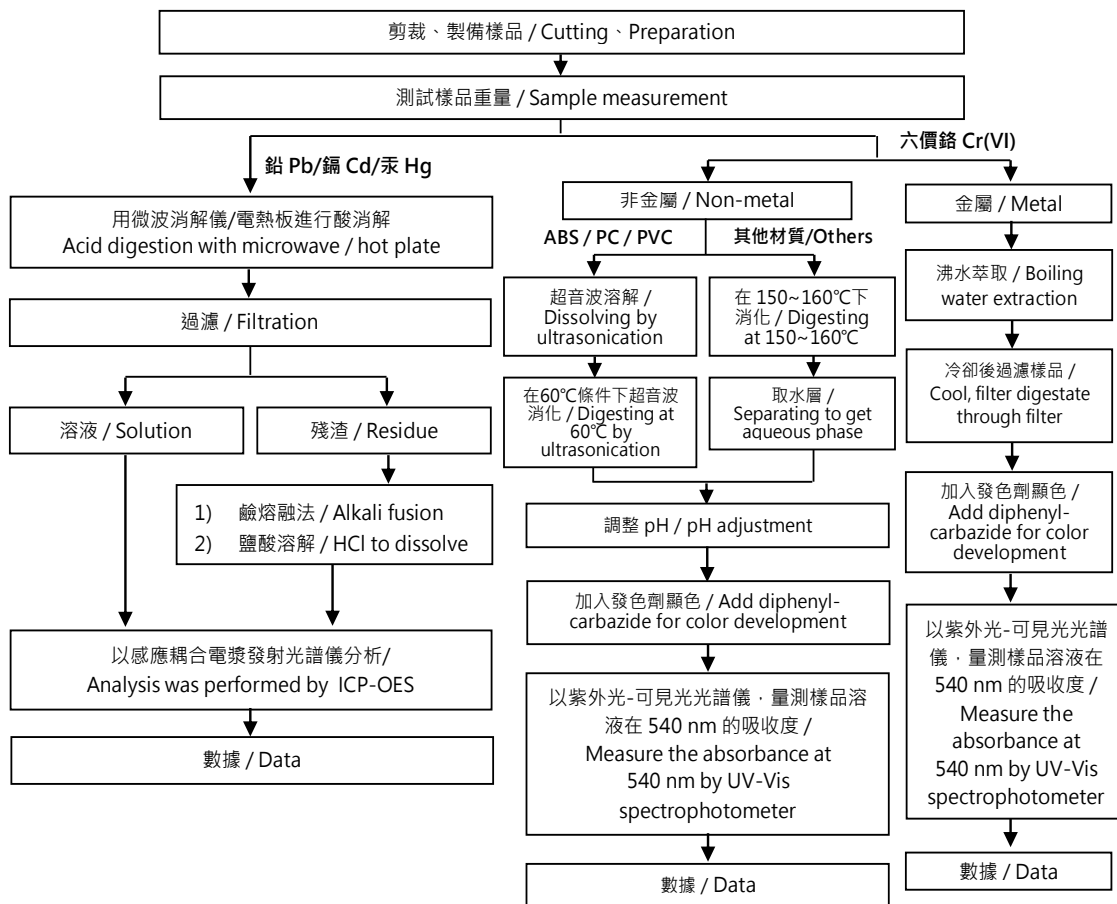 剪裁、製備樣品 / Cutting、Preparation
測試樣品重量 / Sample measurement
鉛 Pb/鎘 Cd/汞 Hg
六價鉻 Cr(VI)
用微波消解儀/電熱板進行酸消解
Acid digestion with microwave / hot plate
過濾 / Filtration
溶液 / Solution
殘渣 / Residue
1) 鹼熔融法 / Alkali fusion
2) 鹽酸溶解 / HCl to dissolve
以感應耦合電漿發射光譜儀分析/
Analysis was performed by ICP-OES
數據 / Data
非金屬 / Non-metal
ABS / PC / PVC
其他材質/Others
超音波溶解 /
Dissolving by
ultrasonication
在60℃條件下超音波
消化 / Digesting at
60℃ by
ultrasonication
在 150~160℃下
消化 / Digesting
at 150~160℃
取水層 /
Separating to get
aqueous phase
調整 pH / pH adjustment
加入發色劑顯色 / Add diphenyl-
carbazide for color development
以紫外光-可見光光譜儀﹐量測樣品溶
液在 540 nm 的吸收度 /
Measure the absorbance at
540 nm by UV-Vis
spectrophotometer
數據 / Data
金屬 / Metal
沸水萃取 / Boiling
water extraction
冷卻後過濾樣品 /
Cool, filter digestate
through filter
加入發色劑顯色 /
Add diphenyl-
carbazide for color
development
以紫外光-可見光光譜
儀﹐量測樣品溶液在
540 nm 的吸收度 /
Measure the
absorbance at
540 nm by UV-Vis
spectrophotometer
數據 / Data